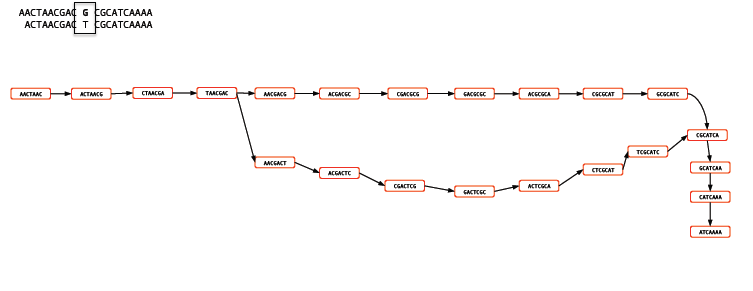 AACTAACGAC G CGCATCAAAA
ACTAACGAC T CGCATCAAAA
AACTAAC ACTAACG CTAACGA TAACGAC AACGACG ACGACGC CGACGCG GACGCGC ACGCGCA CGCGCAT GCGCATC
CGCATCA
AACGACT ACGACTC CGACTCG GACTCGC ACTCGCA CTCGCAT TCGCATC
GCATCAA
CATCAAA
ATCAAAA